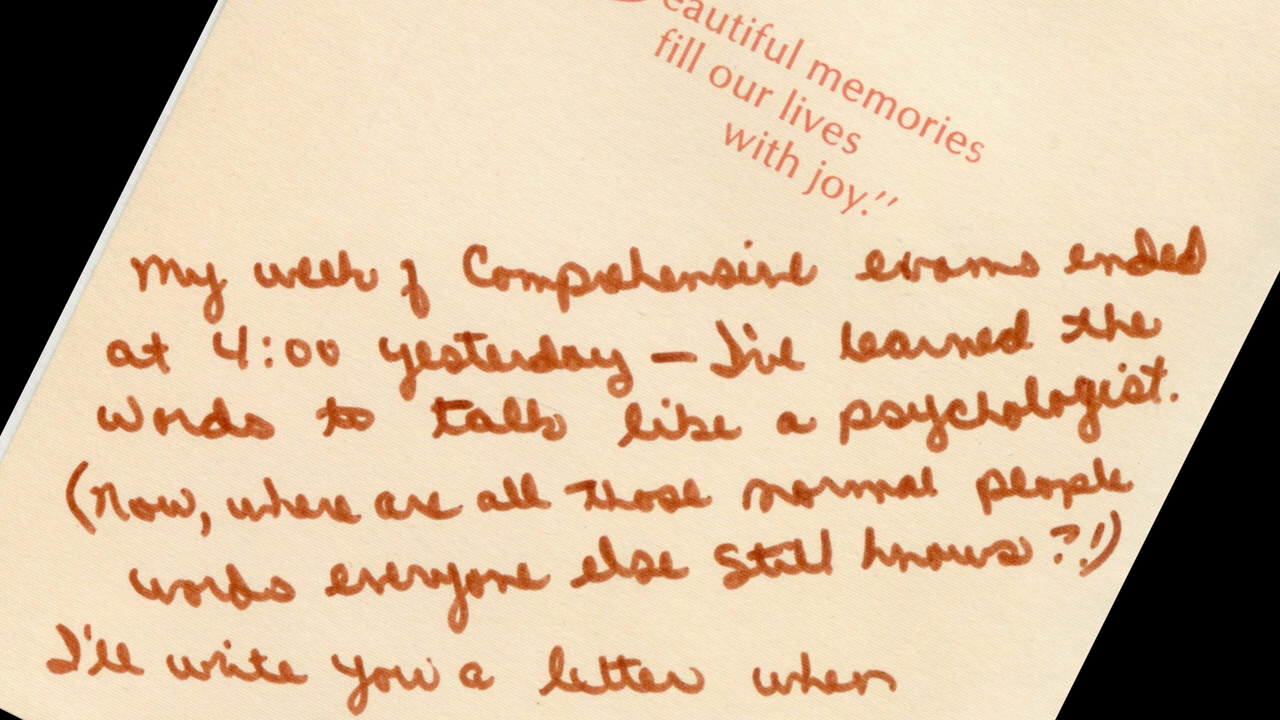 eautiful memories
fill our lives
with joy."
My week of Comprehensive exams ended
at 4:00 yesterday — I've learned the
words to talk like a psychologist.
(Now, where are all those normal people
words everyone else still knows?!)
I'll write you a letter when